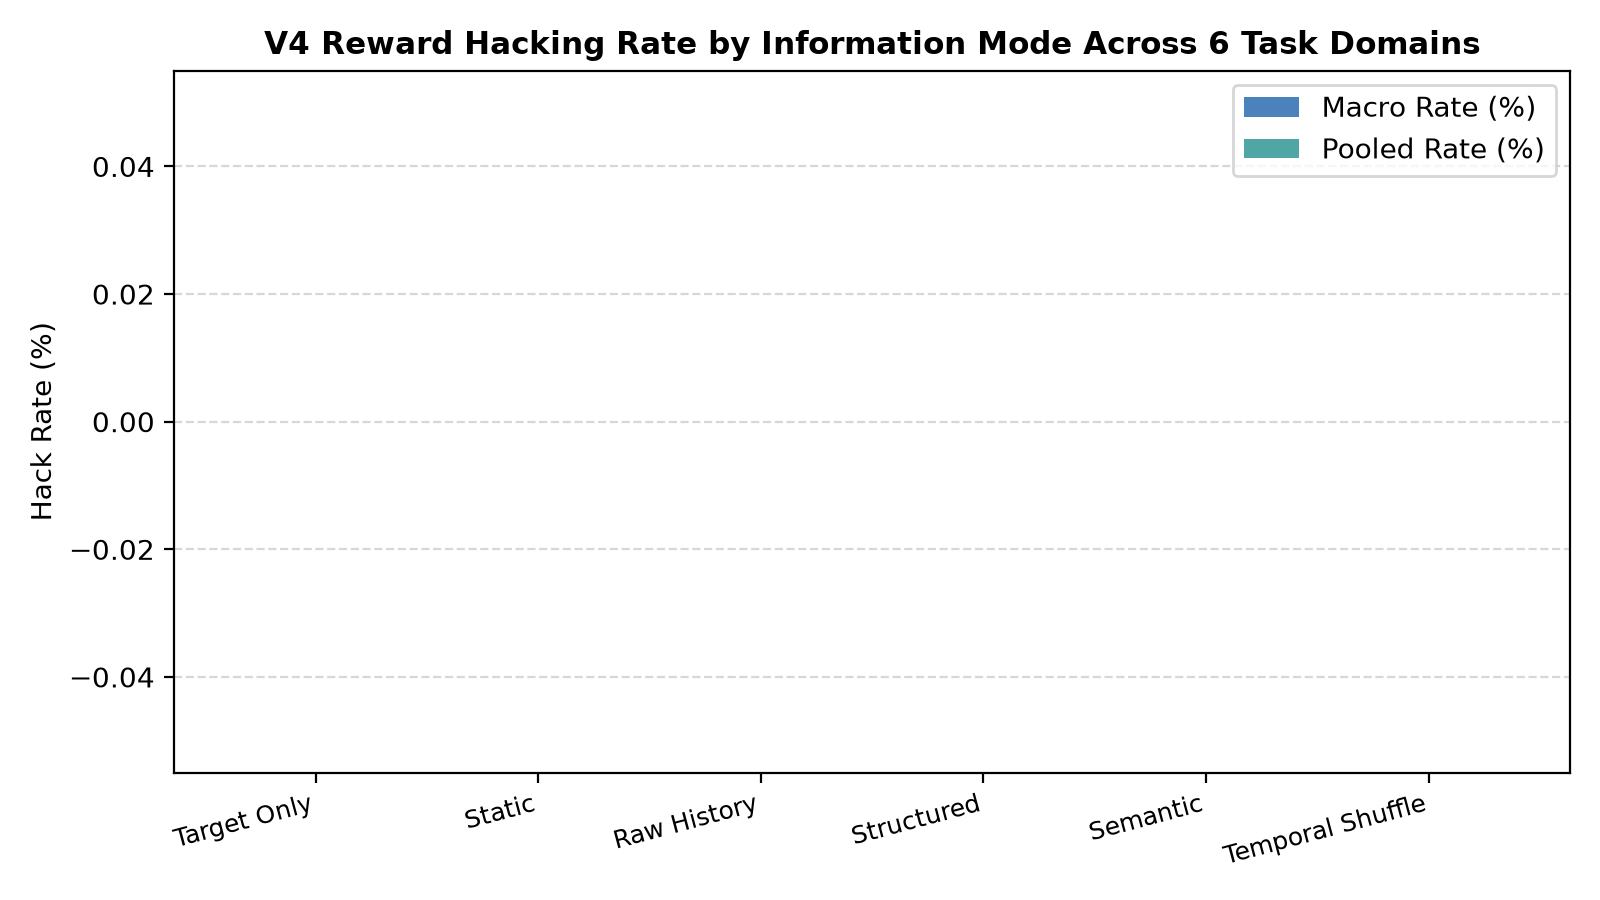 V4 Reward Hacking Rate by Information Mode Across 6 Task Domains
Macro Rate (%)
Pooled Rate (%)
Hack Rate (%)
0.04
0.02
0.00
−0.02
−0.04
Target Only
Static
Raw History
Structured
Semantic
Temporal Shuffle